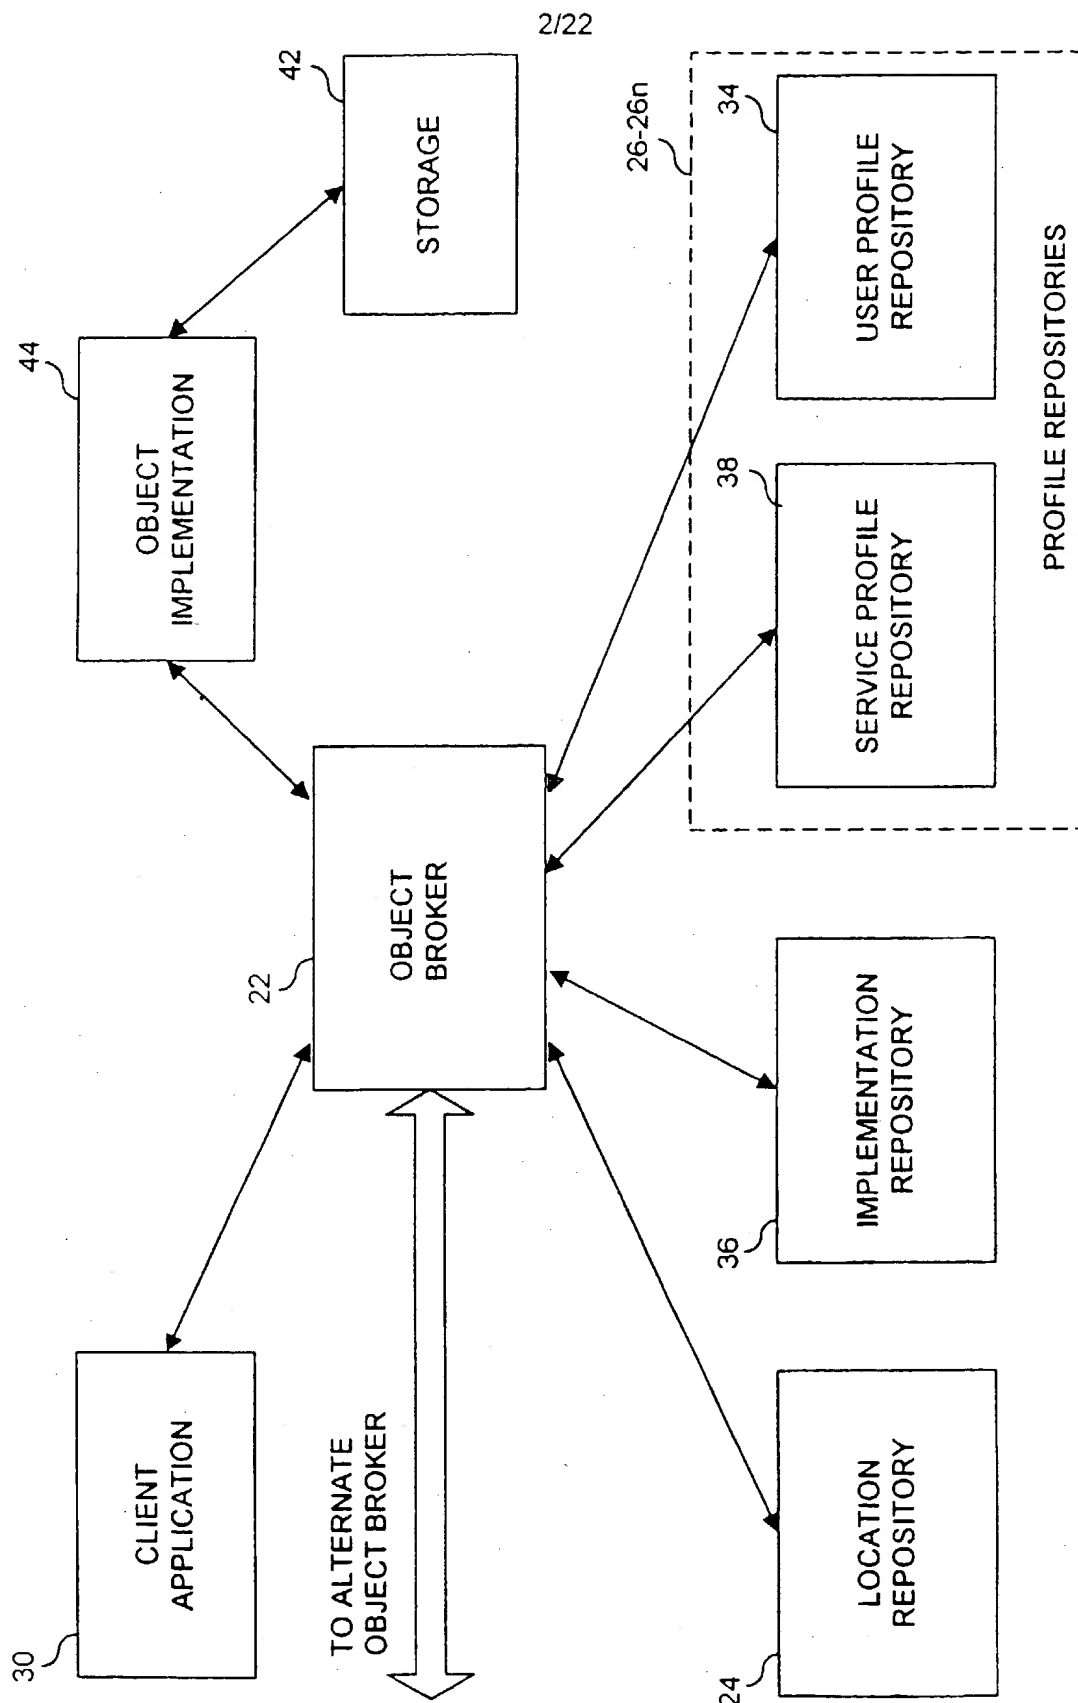 2/22
30
CLIENT
APPLICATION
44
OBJECT
IMPLEMENTATION
42
STORAGE
TO ALTERNATE
OBJECT BROKER
22
OBJECT
BROKER
26-26n
24
LOCATION
REPOSITORY
36
IMPLEMENTATION
REPOSITORY
38
SERVICE PROFILE
REPOSITORY
34
USER PROFILE
REPOSITORY
PROFILE REPOSITORIES